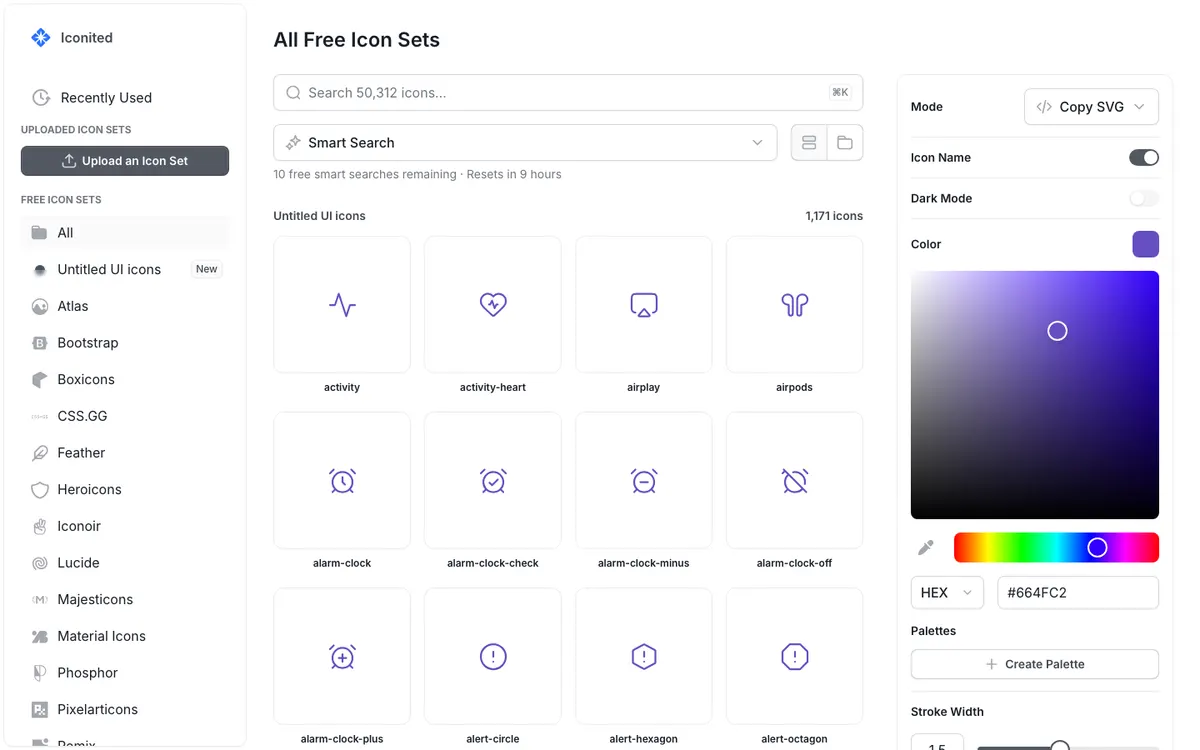 Iconited
Recently Used
UPLOADED ICON SETS
Upload an Icon Set
FREE ICON SETS
All
Untitled UI icons New
Atlas
Bootstrap
Boxicons
CSS.GG
Feather
Heroicons
Iconoir
Lucide
Majesticons
Material Icons
Phosphor
Pixelarticons
Remix
All Free Icon Sets
Search 50,312 icons... ⌘K
Smart Search
10 free smart searches remaining · Resets in 9 hours
Untitled UI icons 1,171 icons
activity activity-heart airplay airpods
alarm-clock alarm-clock-check alarm-clock-minus alarm-clock-off
alarm-clock-plus alert-circle alert-hexagon alert-octagon
Mode Copy SVG
Icon Name
Dark Mode
Color
HEX #664FC2
Palettes
Create Palette
Stroke Width
1.5